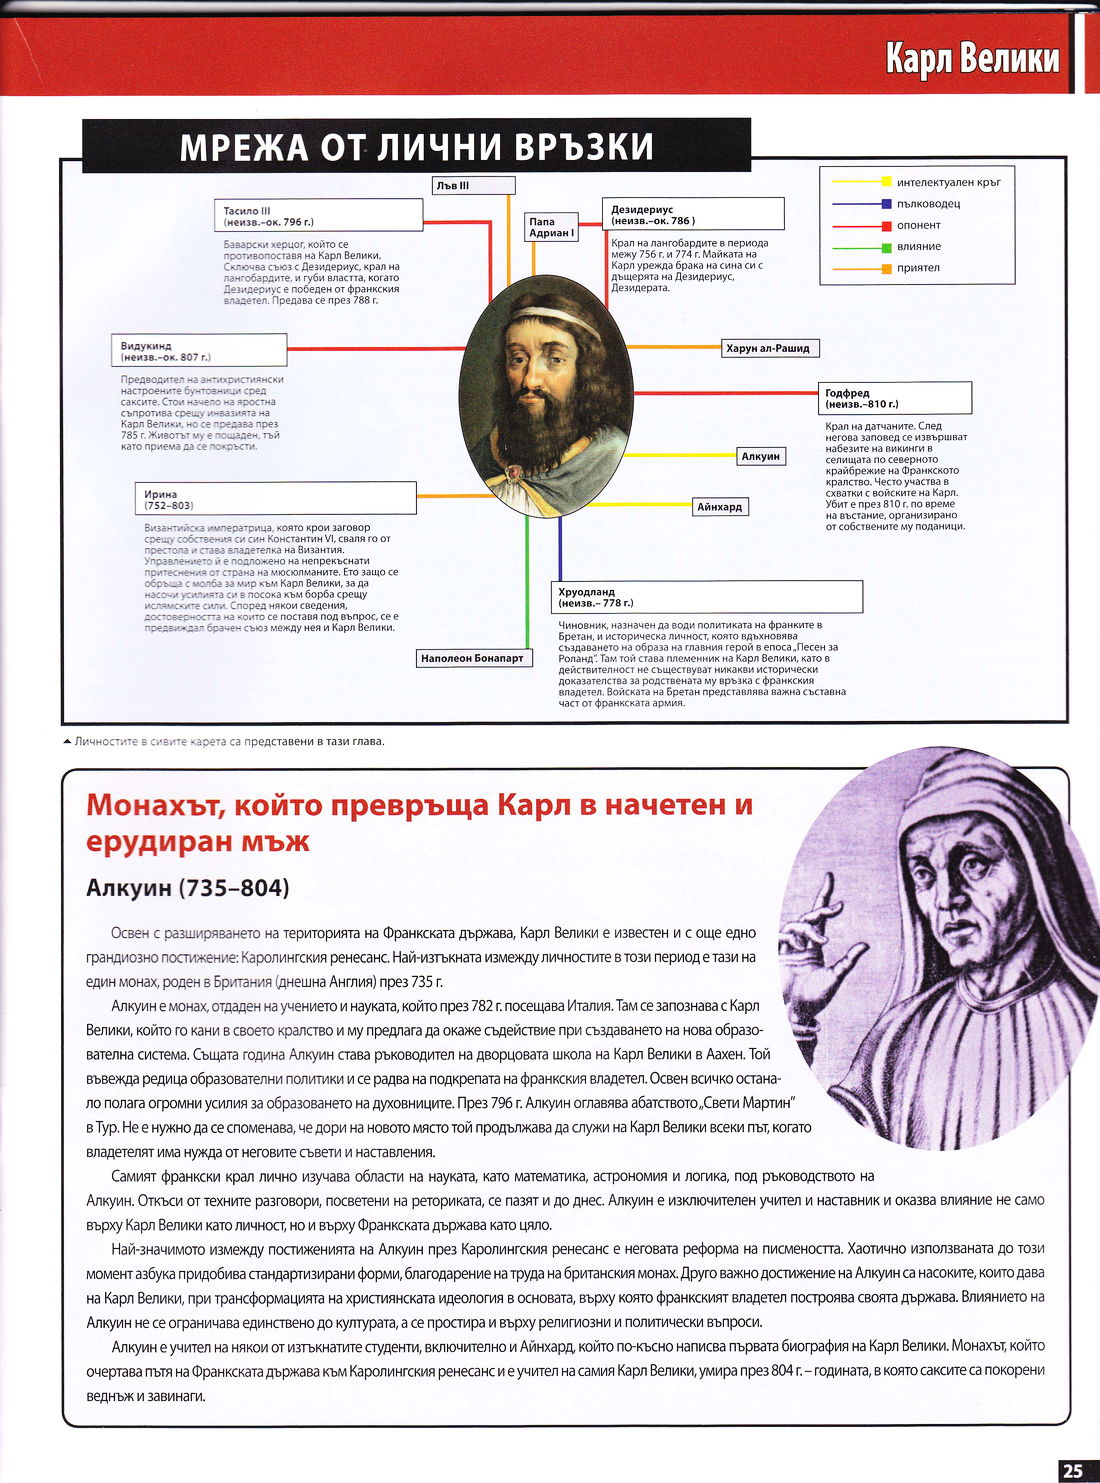 Карл Велики
МРЕЖА ОТ ЛИЧНИ ВРЪЗКИ
Лъв III
Тасило III
(неизв.–ок. 796 г.)
Баварски херцог, който се
противопоставя на Карл Велики.
Сключва съюз с Дезидериус, крал на
лангобардите, и губи властта, когато
Дезидериус е победен от франкския
владетел. Предава се през 788 г.
Папа
Адриан I
Дезидериус
(неизв.–ок. 786 )
Крал на лангобардите в периода
межу 756 г. и 774 г. Майката на
Карл урежда брака на сина си с
дъщерята на Дезидериус,
Дезидерата.
интелектуален кръг
пълководец
опонент
влияние
приятел
Видукинд
(неизв.–ок. 807 г.)
Предводител на антихристиянски
настроените бунтовници сред
саксите. Стои начело на яростна
съпротива срещу инвазията на
Карл Велики, но се предава през
785 г. Животът му е пощаден, тъй
като приема да се покръсти.
Харун ал-Рашид
Годфред
(неизв.–810 г.)
Крал на датчаните. След
негова заповед се извършват
набезите на викинги в
селищата по северното
крайбрежие на Франкското
кралство. Често участва в
схватки с войските на Карл.
Убит е през 810 г. по време
на въстание, организирано
от собствените му поданици.
Алкуин
Айнхард
Ирина
(752–803)
Византийска императрица, която крои заговор
срещу собствения си син Константин VI, сваля го от
престола и става владетелка на Византия.
Управлението й е подложено на непрекъснати
притеснения от страна на мюсюлманите. Ето защо се
обръща с молба за мир към Карл Велики, за да
насочи усилията си в посока към борба срещу
ислямските сили. Според някои сведения,
достоверността на които се поставя под въпрос, се е
предвиждал брачен съюз между нея и Карл Велики.
Хруодланд
(неизв.– 778 г.)
Чиновник, назначен да води политиката на франките в
Бретан, и историческа личност, която вдъхновява
създаването на образа на главния герой в епоса „Песен за
Роланд“. Там той става племенник на Карл Велики, като в
действителност не съществуват никакви исторически
доказателства за родствената му връзка с франкския
владетел. Войската на Бретан представлява важна съставна
част от франкската армия.
Наполеон Бонапарт
Личностите в сивите карета са представени в тази глава.
Монахът, който превръща Карл в начетен и
ерудиран мъж
Алкуин (735–804)
Освен с разширяването на територията на Франкската държава, Карл Велики е известен и с още едно
грандиозно постижение: Каролингския ренесанс. Най-изтъкната измежду личностите в този период е тази на
един монах, роден в Британия (днешна Англия) през 735 г.
Алкуин е монах, отдаден на учението и науката, който през 782 г. посещава Италия. Там се запознава с Карл
Велики, който го кани в своето кралство и му предлага да окаже съдействие при създаването на нова образо-
вателна система. Същата година Алкуин става ръководител на дворцовата школа на Карл Велики в Аахен. Той
въвежда редица образователни политики и се радва на подкрепата на франкския владетел. Освен всичко остана-
ло полага огромни усилия за образоването на духовниците. През 796 г. Алкуин оглавява абатството „Свети Мартин”
в Тур. Не е нужно да се споменава, че дори на новото място той продължава да служи на Карл Велики всеки път, когато
владетелят има нужда от неговите съвети и наставления.
Самият франкски крал лично изучава области на науката, като математика, астрономия и логика, под ръководството на
Алкуин. Откъси от техните разговори, посветени на реториката, се пазят и до днес. Алкуин е изключителен учител и наставник и оказва влияние не само
върху Карл Велики като личност, но и върху Франкската държава като цяло.
Най-значимото измежду постиженията на Алкуин през Каролингския ренесанс е неговата реформа на писмеността. Хаотично използваната до този
момент азбука придобива стандартизирани форми, благодарение на труда на британския монах. Друго важно достижение на Алкуин са насоките, които дава
на Карл Велики, при трансформацията на християнската идеология в основата, върху която франкският владетел построява своята държава. Влиянието на
Алкуин не се ограничава единствено до културата, а се простира и върху религиозни и политически въпроси.
Алкуин е учител на някои от изтъкнатите студенти, включително и Айнхард, който по-късно написва първата биография на Карл Велики. Монахът, който
очертава пътя на Франкската държава към Каролингския ренесанс и е учител на самия Карл Велики, умира през 804 г. – годината, в която саксите са покорени
веднъж и завинаги.
25